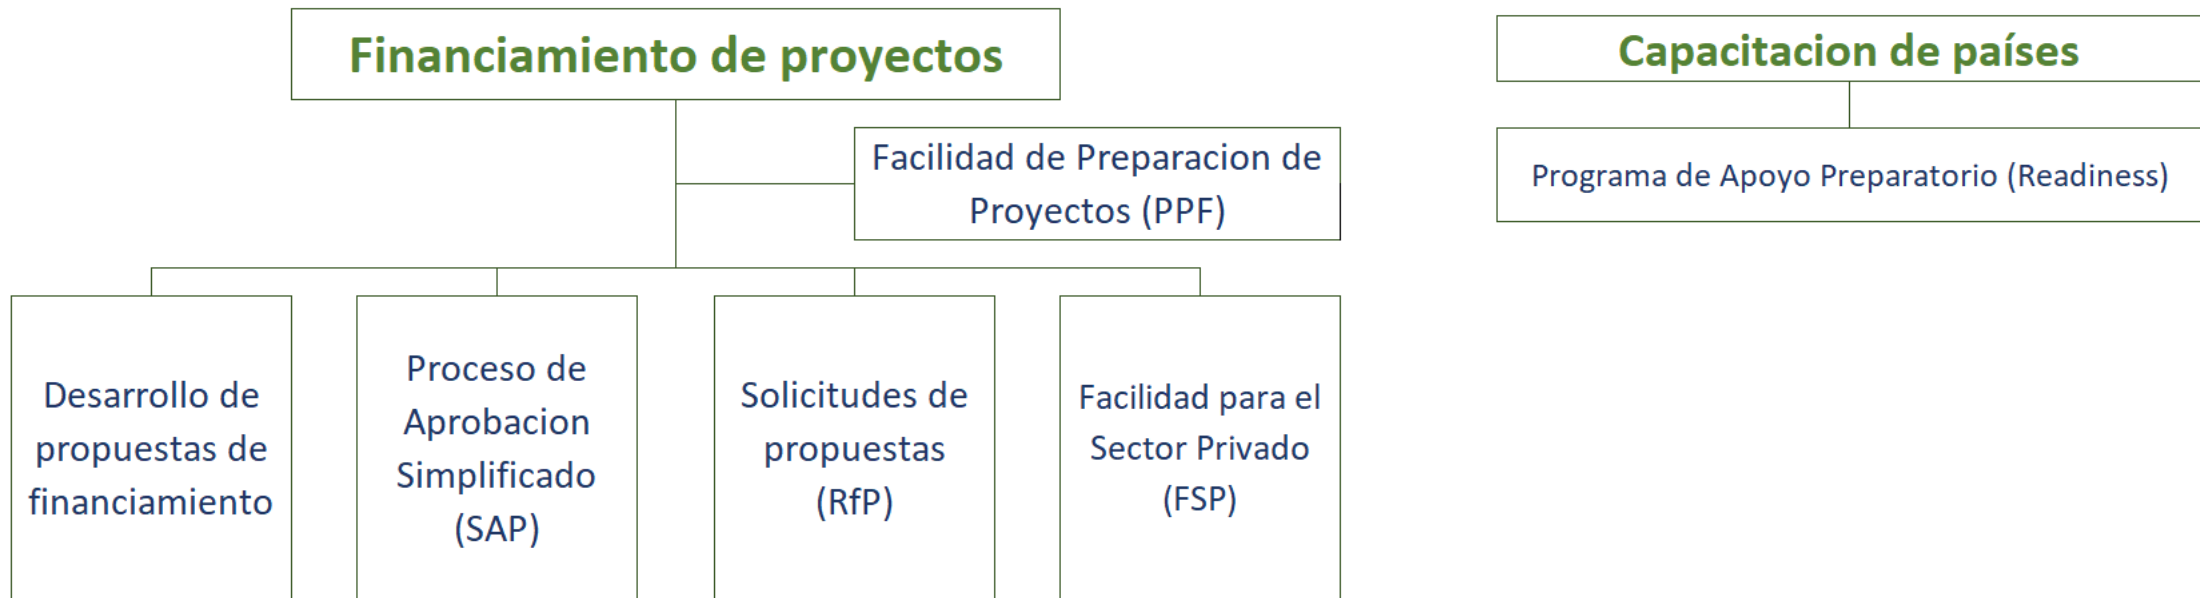 Financiamiento de proyectos
Capacitacion de países
Facilidad de Preparacion de
Proyectos (PPF)
Programa de Apoyo Preparatorio (Readiness)
Desarrollo de
propuestas de
financiamiento
Proceso de
Aprobacion
Simplificado
(SAP)
Solicitudes de
propuestas
(RfP)
Facilidad para el
Sector Privado
(FSP)